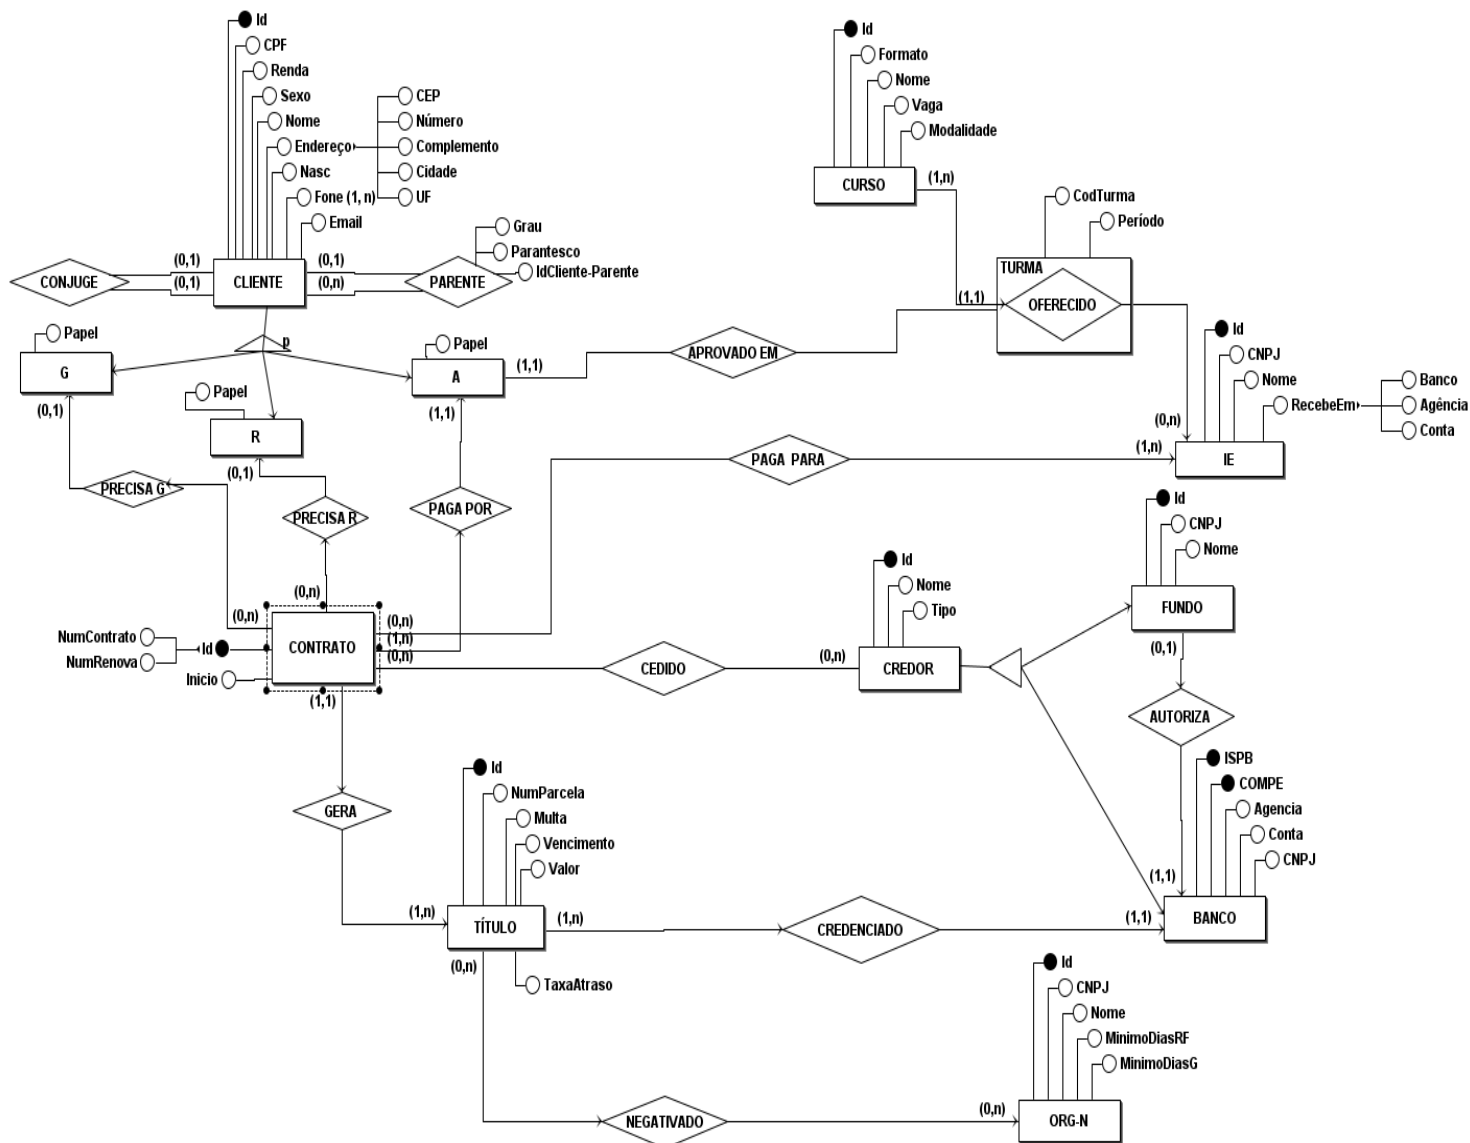 Id
CPF
Renda
Sexo
Nome
Endereço
Nasc
Fone (1, n)
Email
CEP
Número
Complemento
Cidade
UF
CONJUGE
(0,1)
(0,1)
CLIENTE
(0,1)
(0,n)
PARENTE
Grau
Parantesco
IdCliente-Parente
Id
Formato
Nome
Vaga
Modalidade
CURSO
(1,n)
CodTurma
Período
TURMA
OFERECIDO
(1,1)
p
Papel
G
(0,1)
Papel
R
(0,1)
Papel
A
(1,1)
(1,1)
APROVADO EM
Id
CNPJ
Nome
RecebeEm
Banco
Agência
Conta
(0,n)
(1,n)
IE
PAGA PARA
PRECISA G
PRECISA R
PAGA POR
(0,n)
(0,n)
NumContrato
NumRenova
Id
Inicio
CONTRATO
(0,n)
(1,n)
(0,n)
(1,1)
CEDIDO
(0,n)
Id
Nome
Tipo
CREDOR
Id
CNPJ
Nome
FUNDO
(0,1)
AUTORIZA
ISPB
COMPE
Agencia
Conta
CNPJ
(1,1)
(1,1)
BANCO
GERA
Id
NumParcela
Multa
Vencimento
Valor
(1,n)
TÍTULO
(1,n)
(0,n)
TaxaAtraso
CREDENCIADO
Id
CNPJ
Nome
MinimoDiasRF
MinimoDiasG
NEGATIVADO
(0,n)
ORG-N